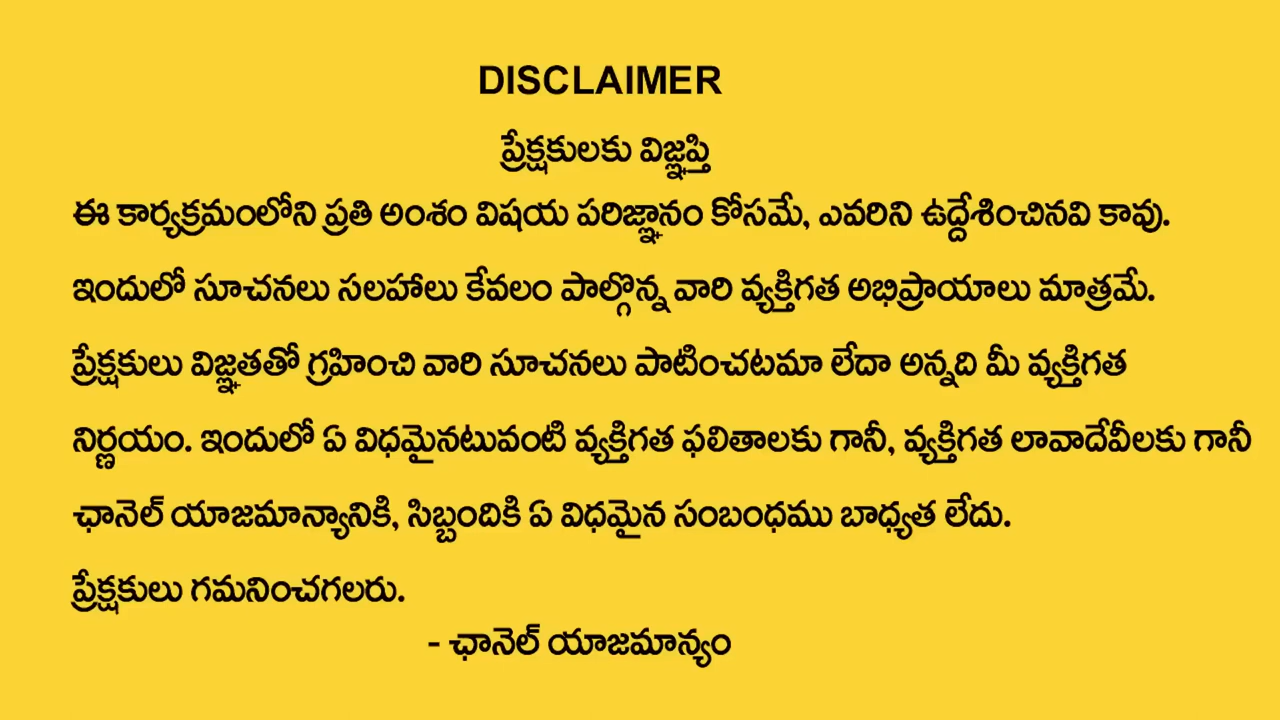 DISCLAIMER
ప్రేక్షకులకు విజ్ఞప్తి
ఈ కార్యక్రమంలోని ప్రతి అంశం విషయ పరిజ్ఞానం కోసమే, ఎవరిని ఉద్దేశించినవి కావు.
ఇందులో సూచనలు సలహాలు కేవలం పాల్గొన్న వారి వ్యక్తిగత అభిప్రాయాలు మాత్రమే.
ప్రేక్షకులు విజ్ఞతతో గ్రహించి వారి సూచనలు పాటించటమా లేదా అన్నది మీ వ్యక్తిగత
నిర్ణయం. ఇందులో ఏ విధమైనటువంటి వ్యక్తిగత ఫలితాలకు గానీ, వ్యక్తిగత లావాదేవీలకు గానీ
ఛానెల్ యాజమాన్యానికి, సిబ్బందికి ఏ విధమైన సంబంధము బాధ్యత లేదు.
ప్రేక్షకులు గమనించగలరు.
- ఛానెల్ యాజమాన్యం